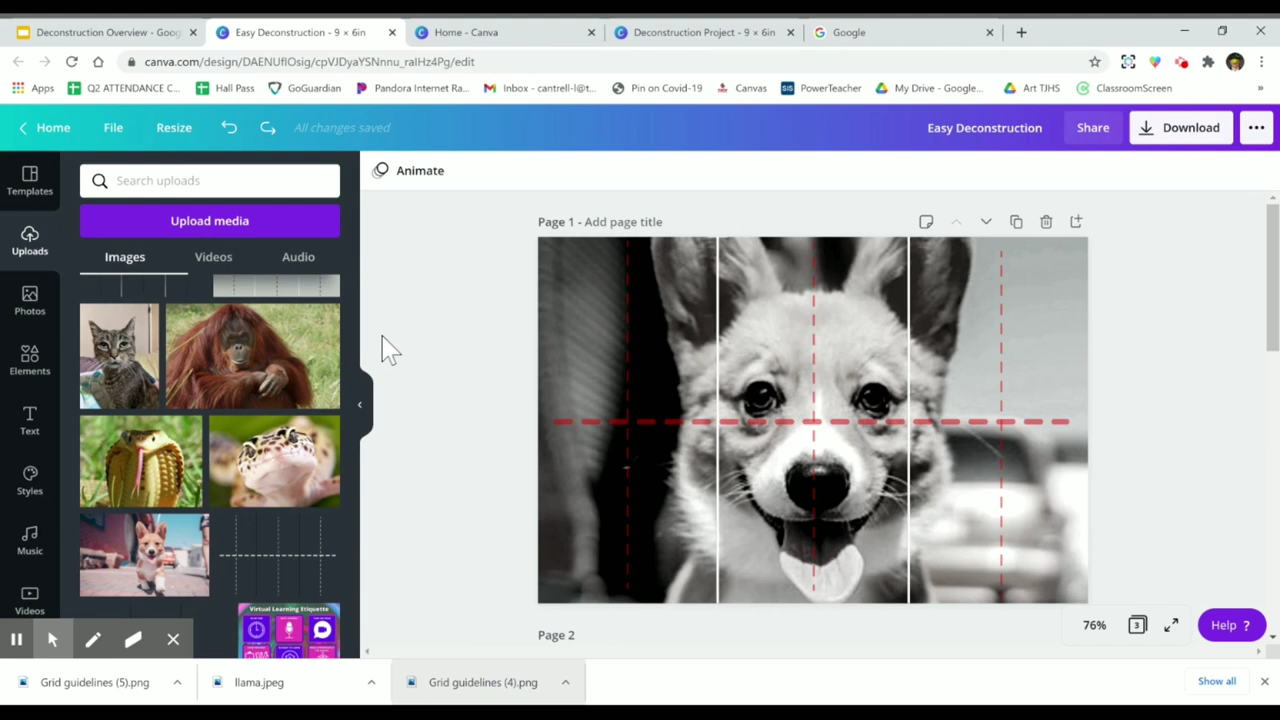 Deconstruction Overview - Goog
Easy Deconstruction - 9 × 6in
Home - Canva
Deconstruction Project - 9 × 6in
Google
canva.com/design/DAENUfIOsig/cpVJDyaYSNnnu_raIHz4Pg/edit
Apps
Q2 ATTENDANCE C...
Hall Pass
GoGuardian
Pandora Internet Ra...
Inbox - cantrell-l@t...
Pin on Covid-19
Canvas
SIS
PowerTeacher
My Drive - Google...
Art TJHS
ClassroomScreen
»
Home
File
Resize
All changes saved
Easy Deconstruction
Share
Download
Templates
Uploads
Photos
Elements
Text
Styles
Music
Videos
Search uploads
Upload media
Images
Videos
Audio
Virtual Learning Etiquette
Animate
Page 1 - Add page title
Page 2
76%
3
Help ?
Grid guidelines (5).png
llama.jpeg
Grid guidelines (4).png
Show all